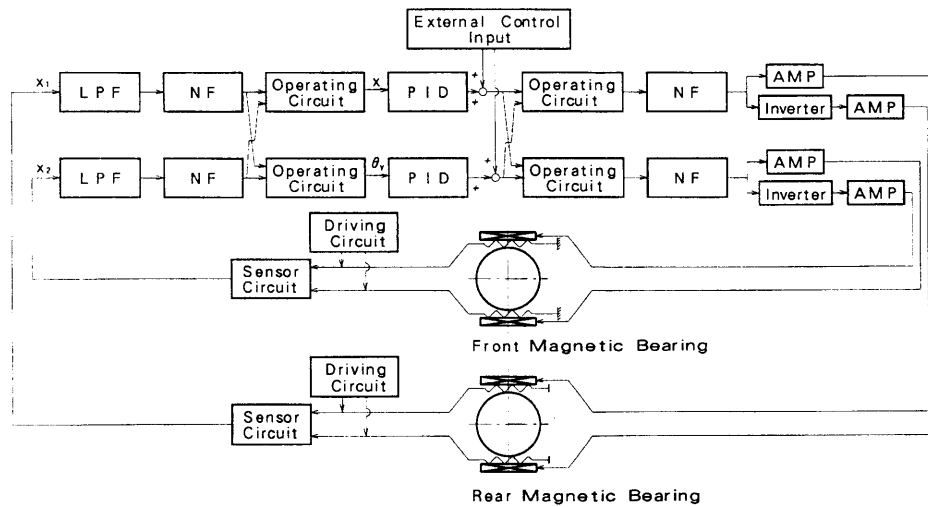 External Control
Input
X1
LPF
NF
Operating
Circuit
X
PID
+
+
Operating
Circuit
NF
AMP
Inverter
AMP
X2
LPF
NF
Operating
Circuit
θY
PID
+
+
Operating
Circuit
NF
AMP
Inverter
AMP
Driving
Circuit
Sensor
Circuit
Front Magnetic Bearing
Driving
Circuit
Sensor
Circuit
Rear Magnetic Bearing